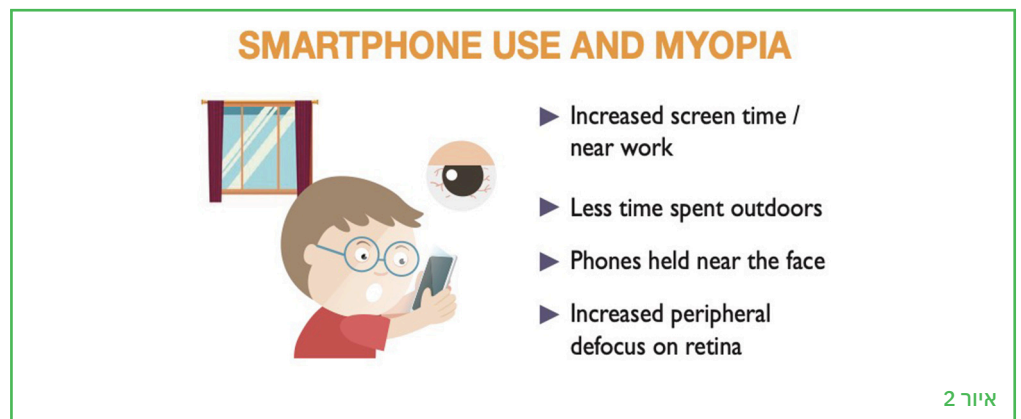 SMARTPHONE USE AND MYOPIA
Increased screen time /
near work
Less time spent outdoors
Phones held near the face
Increased peripheral
defocus on retina
איור 2